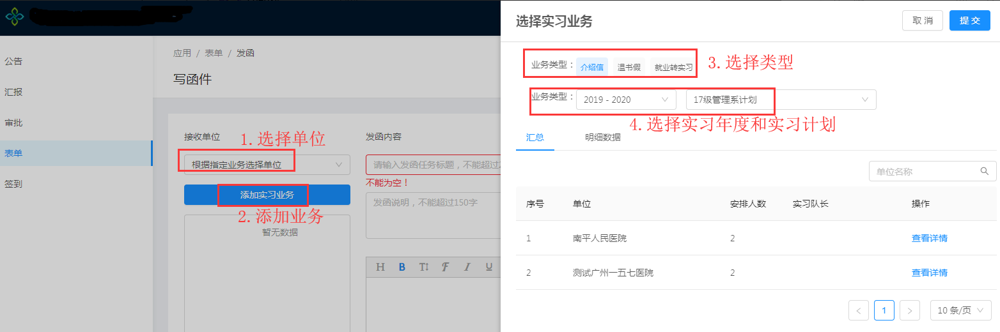 公告
汇报
审批
表单
签到
应用 / 表单 / 发函
写函件
接收单位
1.选择单位
根据指定业务选择单位
添加实习业务
2.添加业务
暂无数据
发函内容
请输入发函任务标题，不能超过
不能为空！
发函说明，不能超过150字
H B T F I U
选择实习业务
取 消
提 交
业务类型： 介绍信 温书假 就业转实习
3.选择类型
业务类型： 2019 - 2020 17级管理系计划
4.选择实习年度和实习计划
汇总 明细数据
单位名称
序号 单位 安排人数 实习队长 操作
1 南平人民医院 2 查看详情
2 测试广州一五七医院 2 查看详情
< 1 > 10 条/页